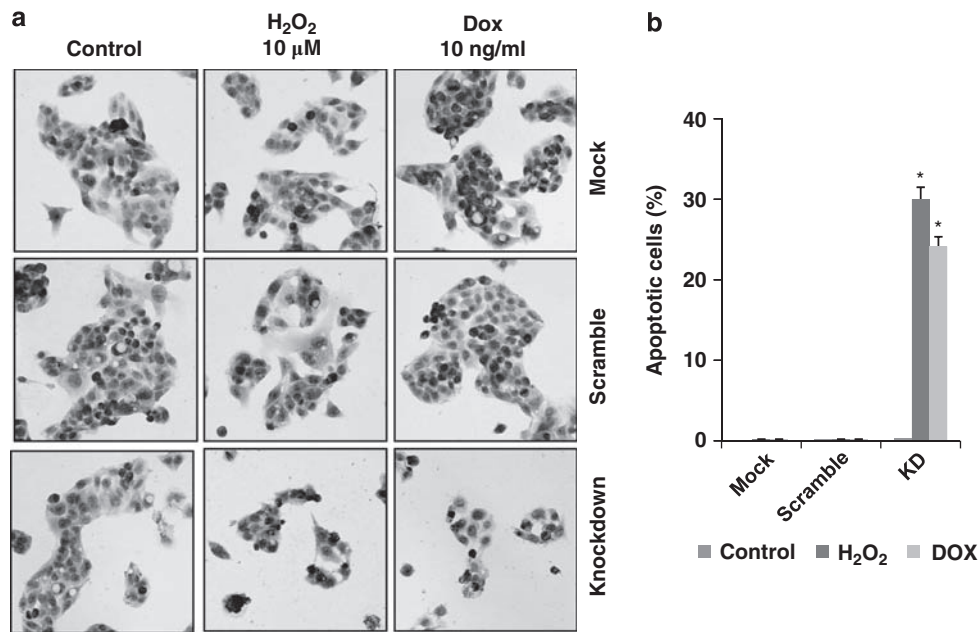 a
Control
H₂O₂
10 µM
Dox
10 ng/ml
Mock
Scramble
Knockdown
b
Apoptotic cells (%)
40
30
20
10
0
*
*
Mock
Scramble
KD
Control
H₂O₂
DOX